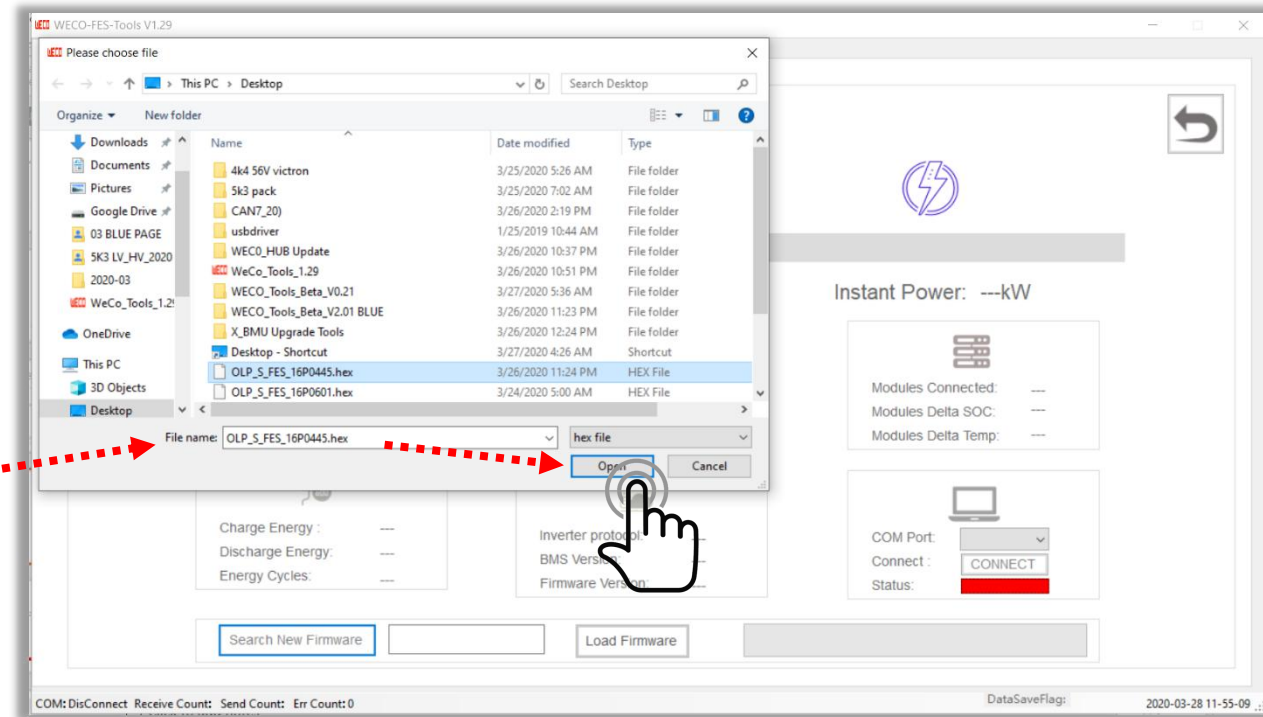 WECO WECO-FES-Tools V1.29
WECO Please choose file
This PC › Desktop
Search Desktop
Organize New folder
Downloads
Documents
Pictures
Google Drive
03 BLUE PAGE
5K3 LV_HV_2020
2020-03
WeCo_Tools_1.2
OneDrive
This PC
3D Objects
Desktop
Name Date modified Type
4k4 56V victron 3/25/2020 5:26 AM File folder
5k3 pack 3/25/2020 7:02 AM File folder
CAN7_20) 3/26/2020 2:19 PM File folder
usbdriver 1/25/2019 10:44 AM File folder
WEC0_HUB Update 3/26/2020 10:37 PM File folder
WECO WeCo_Tools_1.29 3/26/2020 10:51 PM File folder
WECO_Tools_Beta_V0.21 3/27/2020 5:36 AM File folder
WECO_Tools_Beta_V2.01 BLUE 3/26/2020 11:23 PM File folder
X_BMU Upgrade Tools 3/26/2020 12:24 PM File folder
Desktop - Shortcut 3/27/2020 4:26 AM Shortcut
OLP_S_FES_16P0445.hex 3/26/2020 11:24 PM HEX File
OLP_S_FES_16P0601.hex 3/24/2020 5:00 AM HEX File
File name: OLP_S_FES_16P0445.hex hex file
Open Cancel
Instant Power: ---kW
Modules Connected: ---
Modules Delta SOC: ---
Modules Delta Temp: ---
Charge Energy : ---
Discharge Energy: ---
Energy Cycles: ---
Inverter protocol: ---
BMS Version: ---
Firmware Version: ---
COM Port:
Connect : CONNECT
Status:
Search New Firmware Load Firmware
COM: DisConnect Receive Count: Send Count: Err Count: 0 DataSaveFlag: 2020-03-28 11-55-09